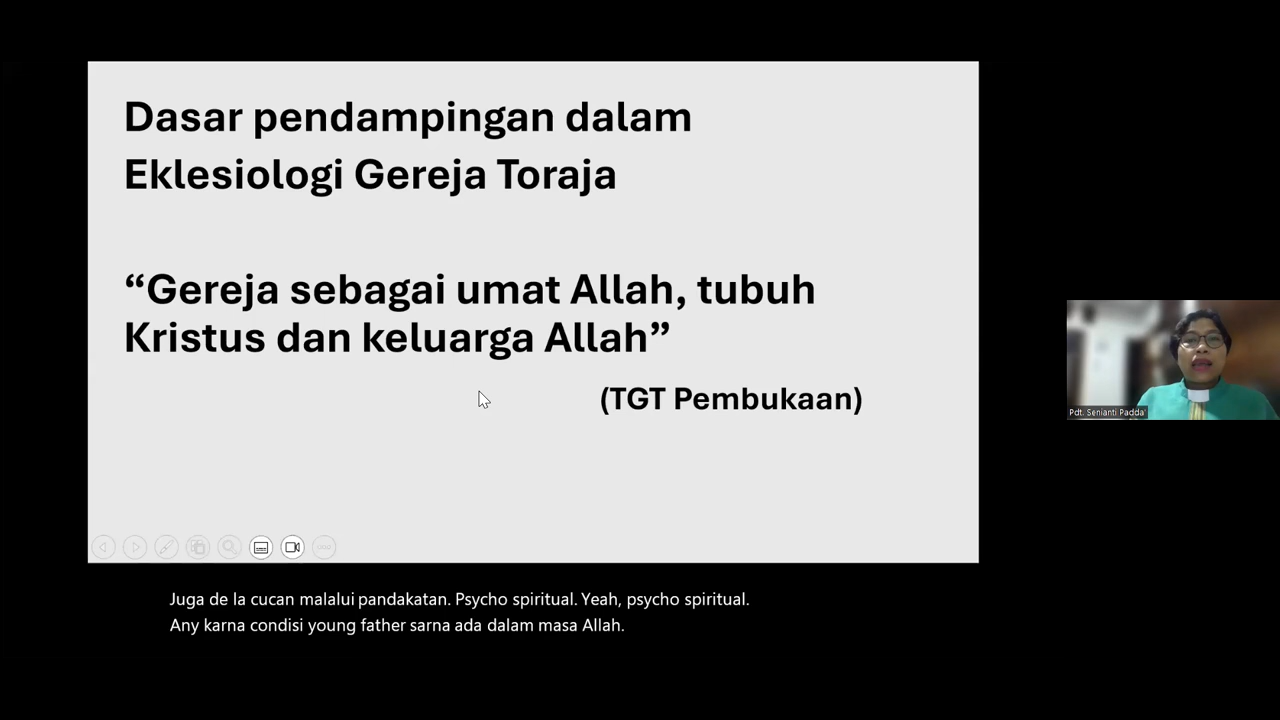 Dasar pendampingan dalam
Eklesiologi Gereja Toraja
“Gereja sebagai umat Allah, tubuh
Kristus dan keluarga Allah”
(TGT Pembukaan)
Pdt. Senianti Padda'
Juga de la cucan malalui pandakatan. Psycho spiritual. Yeah, psycho spiritual.
Any karna condisi young father sarna ada dalam masa Allah.